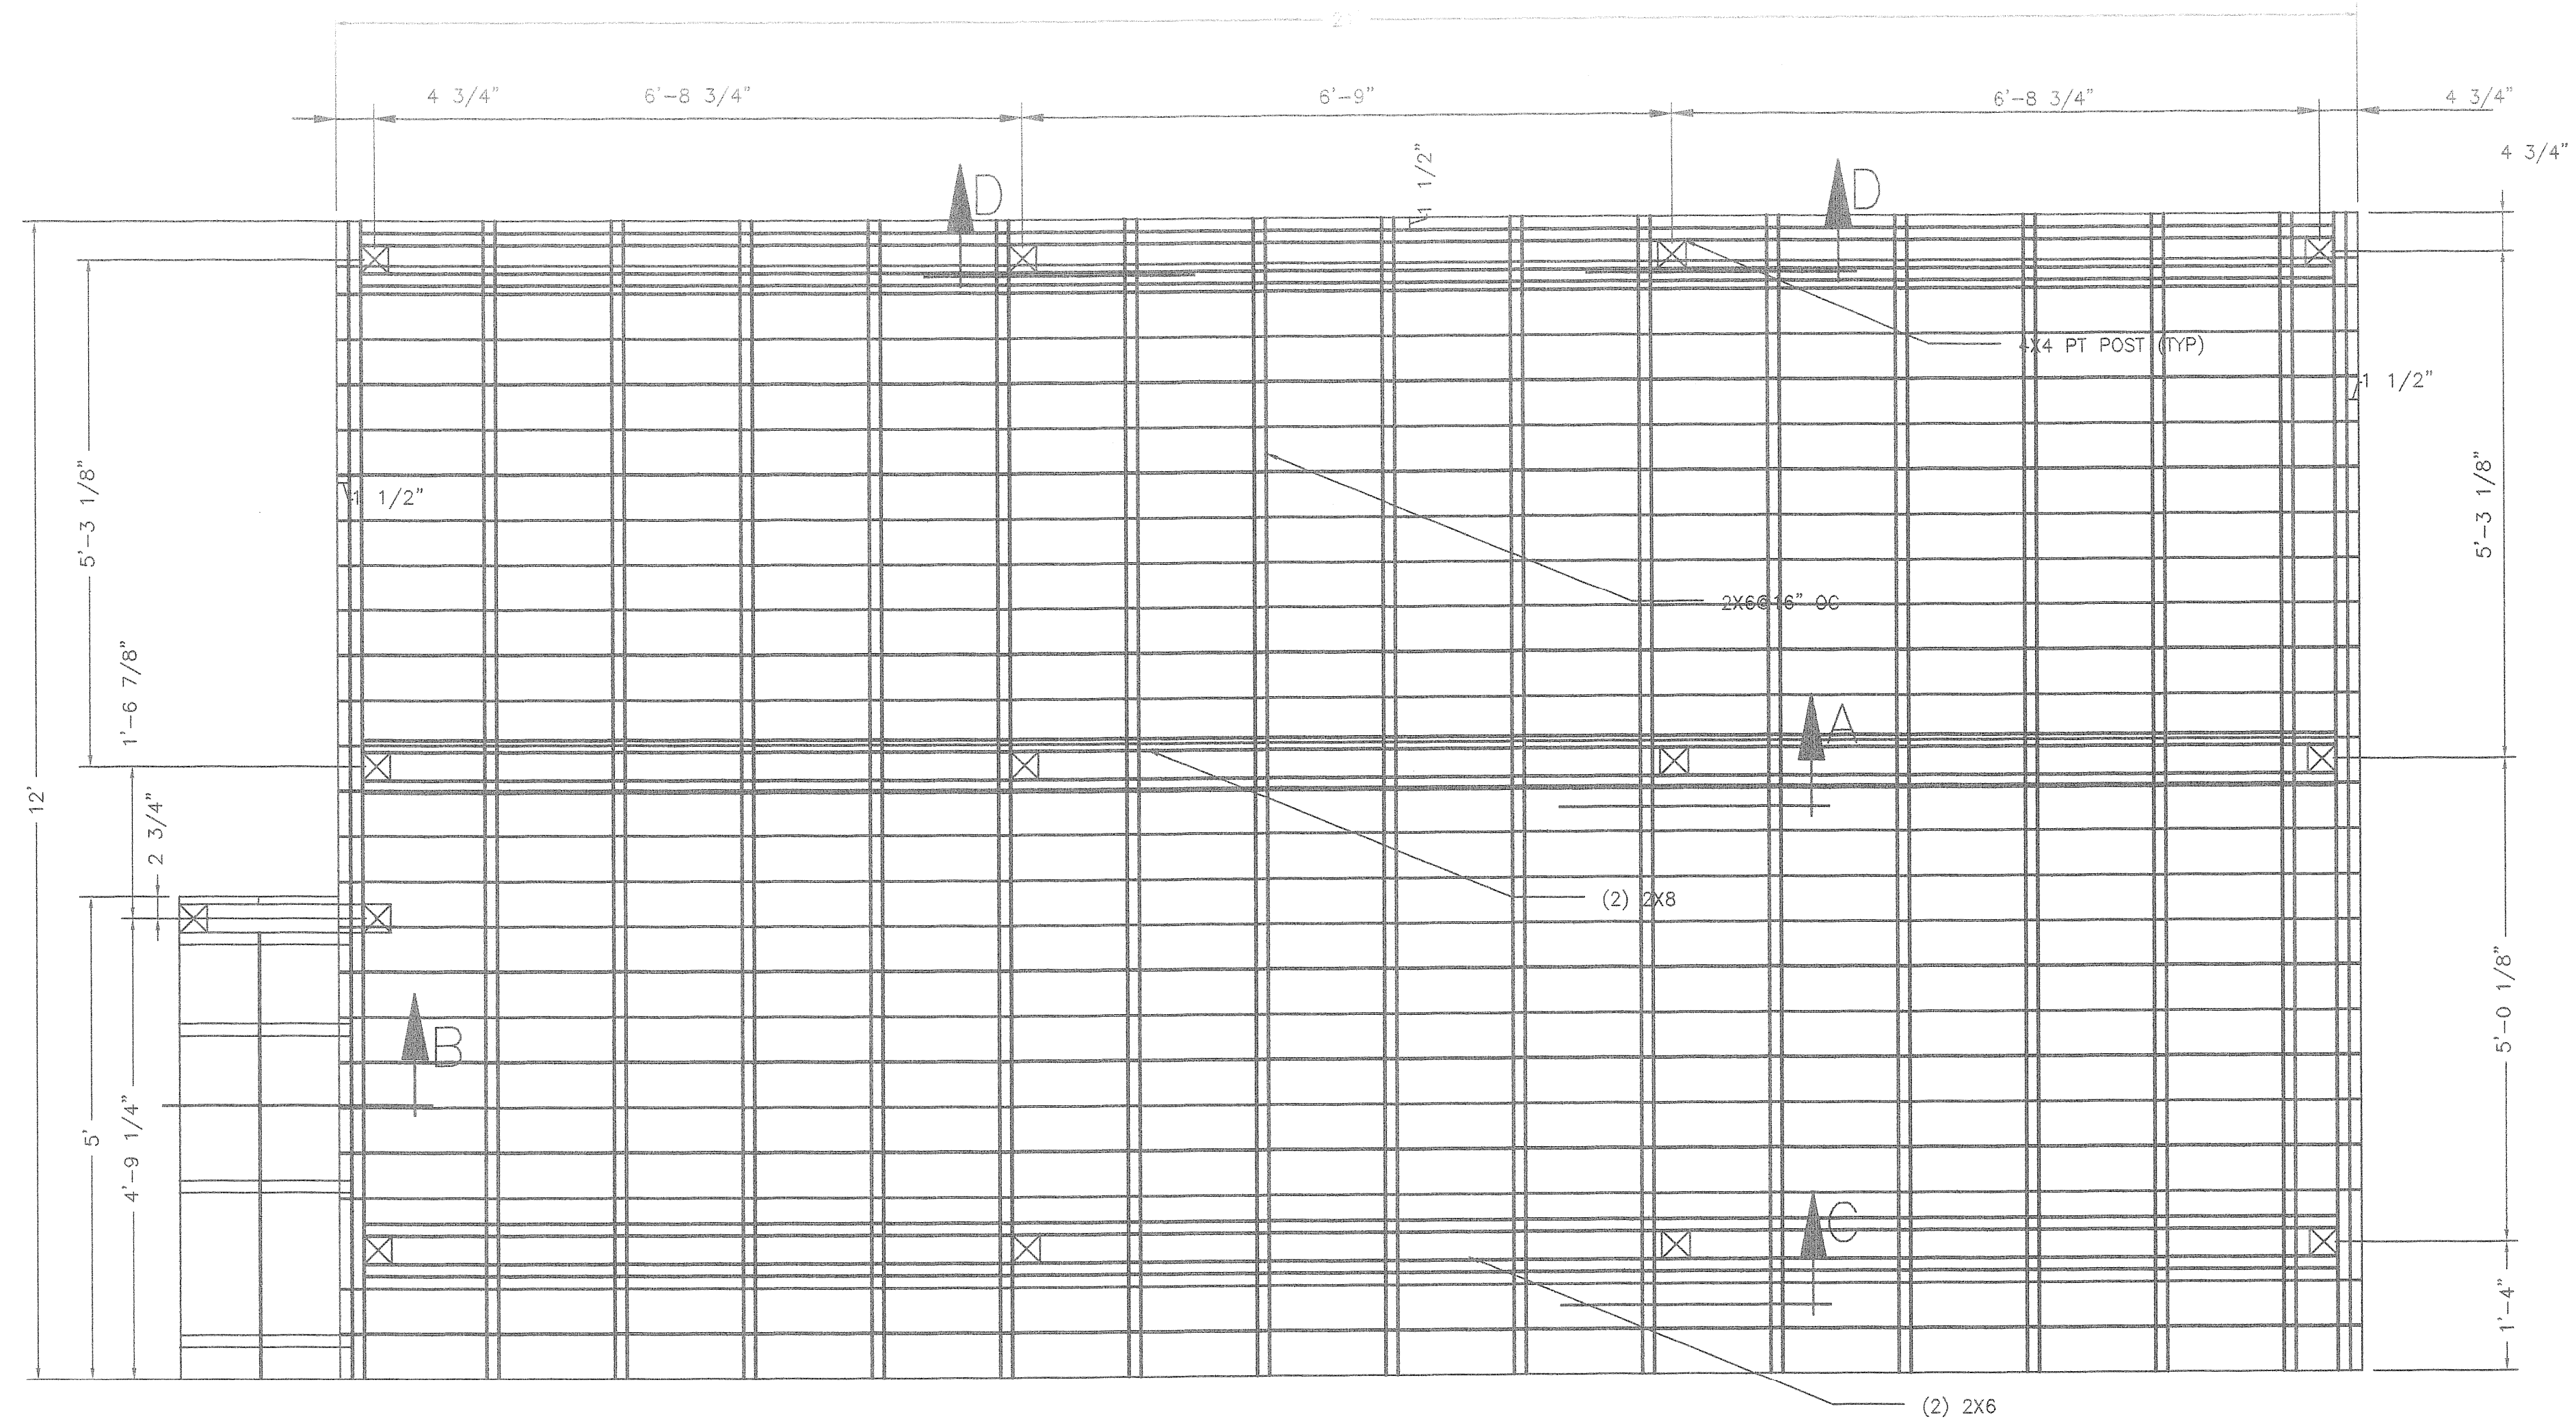 4 3/4"
6'-8 3/4"
6'-9"
6'-8 3/4"
4 3/4"
4 3/4"
1 1/2"
D
D
4X4 PT POST (TYP)
1 1/2"
5'-3 1/8"
1 1/2"
5'-3 1/8"
2X6@16" OC
1'-6 7/8"
A
12'
2 3/4"
(2) 2X8
5'-0 1/8"
B
5'
4'-9 1/4"
C
1'-4"
(2) 2X6